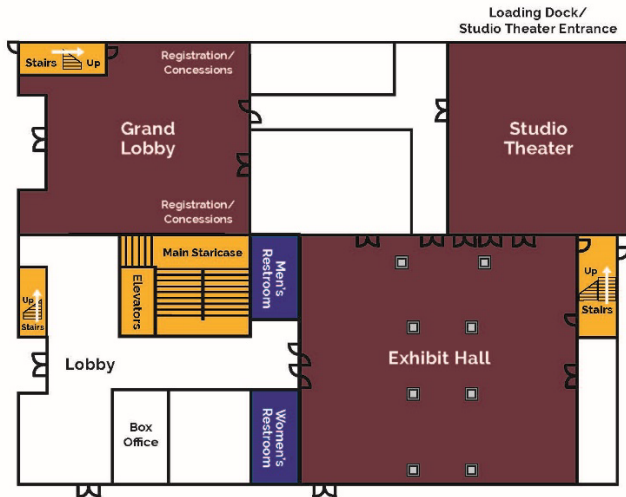 Loading Dock/
Studio Theater Entrance
Stairs Up
Registration/
Concessions
Grand
Lobby
Studio
Theater
Registration/
Concessions
Main Staricase
Elevators
Men's
Restroom
Up
Stairs
Up
Stairs
Lobby
Exhibit Hall
Box
Office
Women's
Restroom